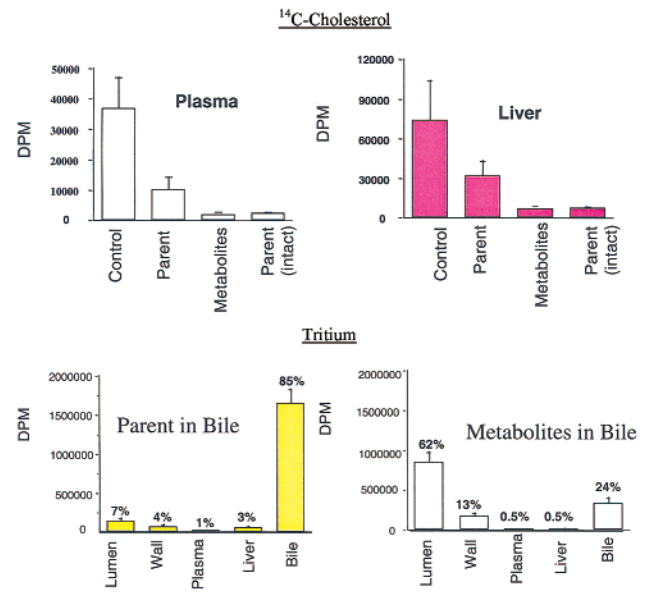 ¹⁴C-Cholesterol
50000
40000
30000
20000
10000
0
DPM
Plasma
Control
Parent
Metabolites
Parent
(intact)
120000
90000
60000
30000
0
DPM
Liver
Control
Parent
Metabolites
Parent
(intact)
Tritium
2000000
1500000
1000000
500000
0
DPM
Parent in Bile
7%
4%
1%
3%
85%
Lumen
Wall
Plasma
Liver
Bile
2000000
1500000
1000000
500000
0
DPM
Metabolites in Bile
62%
13%
0.5%
0.5%
24%
Lumen
Wall
Plasma
Liver
Bile